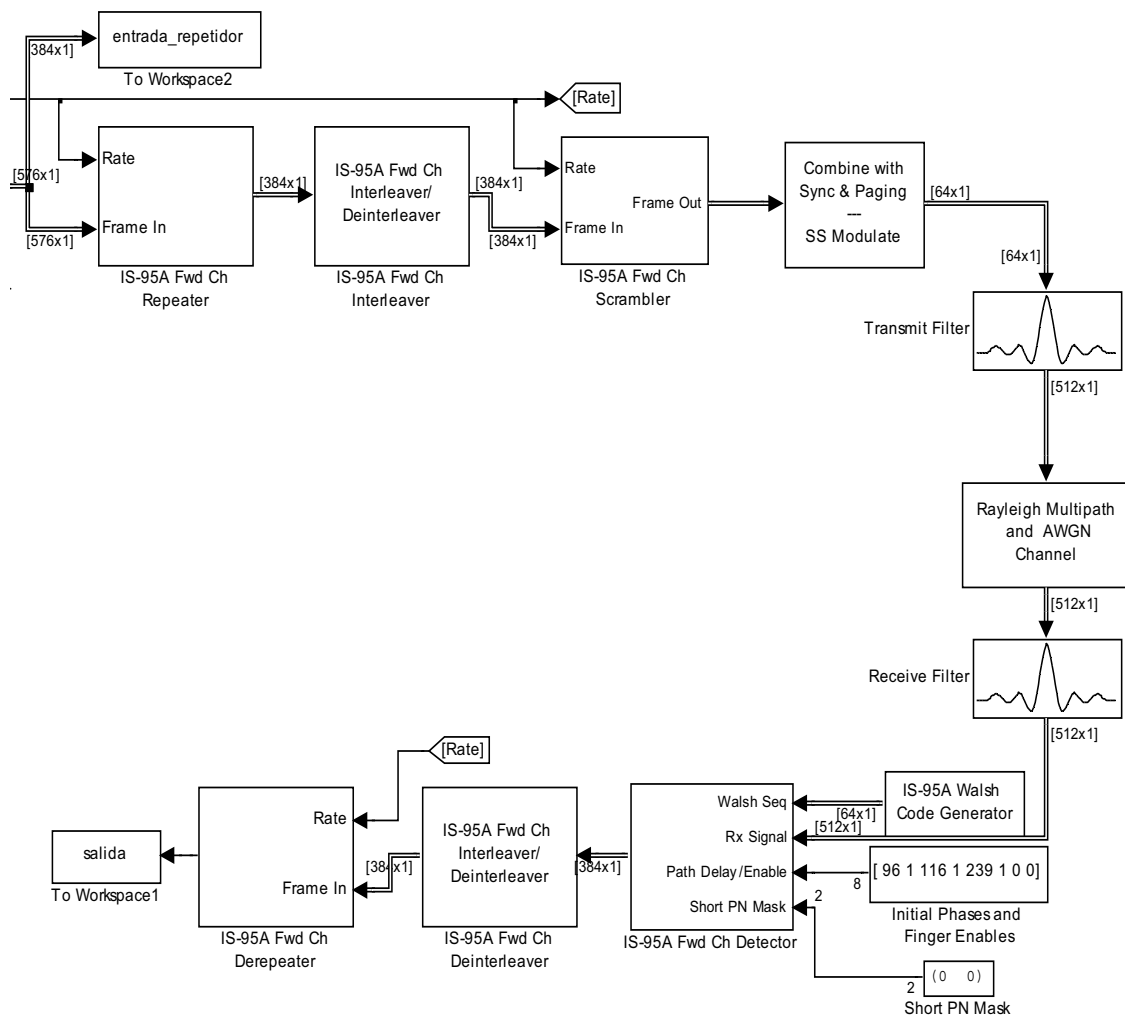 entrada_repetidor
384x1]
To Workspace2
[Rate]
Rate
[576x1]
Frame In
[576x1]
IS-95A Fwd Ch
Repeater
[384x1]
IS-95A Fwd Ch
Interleaver/
Deinterleaver
IS-95A Fwd Ch
Interleaver
[384x1]
[384x1]
Rate
Frame Out
Frame In
IS-95A Fwd Ch
Scrambler
Combine with
Sync & Paging
---
SS Modulate
[64x1]
[64x1]
Transmit Filter
[512x1]
Rayleigh Multipath
and AWGN
Channel
[512x1]
Receive Filter
[512x1]
IS-95A Walsh
Code Generator
[64x1]
[512x1]
Walsh Seq
Rx Signal
Path Delay/Enable
Short PN Mask
IS-95A Fwd Ch Detector
[ 96 1 116 1 239 1 0 0]
8
Initial Phases and
Finger Enables
2
(0 0)
2
Short PN Mask
[384x1]
IS-95A Fwd Ch
Interleaver/
Deinterleaver
IS-95A Fwd Ch
Deinterleaver
[384x1]
[Rate]
Rate
Frame In
IS-95A Fwd Ch
Derepeater
salida
To Workspace1